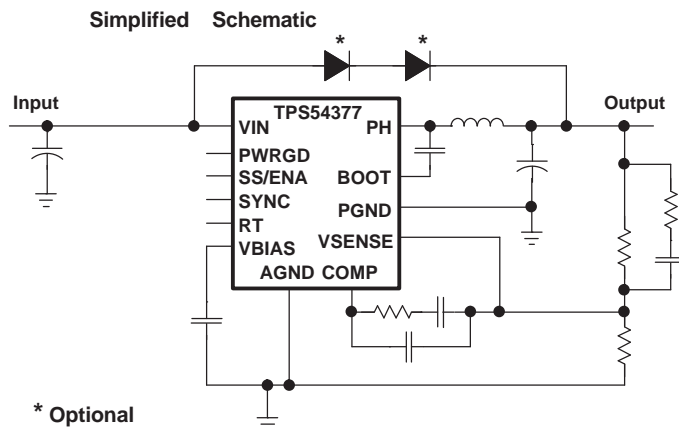 Simplified Schematic
* *
Input
Output
TPS54377
VIN
PH
PWRGD
SS/ENA
BOOT
SYNC
PGND
RT
VSENSE
VBIAS
AGND COMP
* Optional